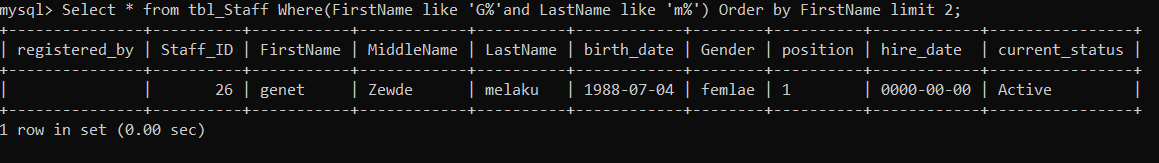 mysql> Select * from tbl_Staff Where(FirstName like 'G%'and LastName like 'm%') Order by FirstName limit 2;
+---------------+----------+-----------+------------+----------+------------+--------+----------+------------+----------------+
| registered_by | Staff_ID | FirstName | MiddleName | LastName | birth_date | Gender | position | hire_date  | current_status |
+---------------+----------+-----------+------------+----------+------------+--------+----------+------------+----------------+
|               |       26 | genet     | Zewde      | melaku   | 1988-07-04 | femlae | 1        | 0000-00-00 | Active         |
+---------------+----------+-----------+------------+----------+------------+--------+----------+------------+----------------+
1 row in set (0.00 sec)